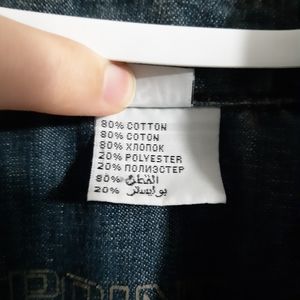 80% COTTON
80% COTON
80% ХЛОПОК
20% POLYESTER
20% ПОЛИЭСТЕР
80% القطن
20% بوليستر